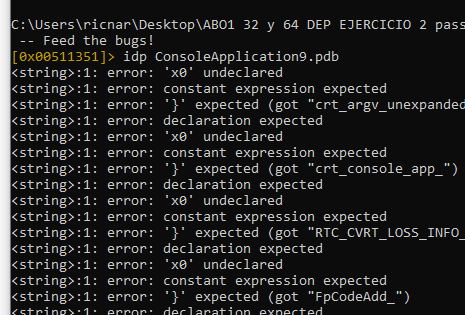 C:\Users\ricnar\Desktop\ABO1 32 y 64 DEP EJERCICIO 2 pass
-- Feed the bugs!
[0x00511351]> idp ConsoleApplication9.pdb
<string>:1: error: 'x0' undeclared
<string>:1: error: constant expression expected
<string>:1: error: '}' expected (got "crt_argv_unexpanded
<string>:1: error: declaration expected
<string>:1: error: 'x0' undeclared
<string>:1: error: constant expression expected
<string>:1: error: '}' expected (got "crt_console_app_")
<string>:1: error: declaration expected
<string>:1: error: 'x0' undeclared
<string>:1: error: constant expression expected
<string>:1: error: '}' expected (got "RTC_CVRT_LOSS_INFO_
<string>:1: error: declaration expected
<string>:1: error: 'x0' undeclared
<string>:1: error: constant expression expected
<string>:1: error: '}' expected (got "FpCodeAdd_")
<string>:1: error: declaration expected